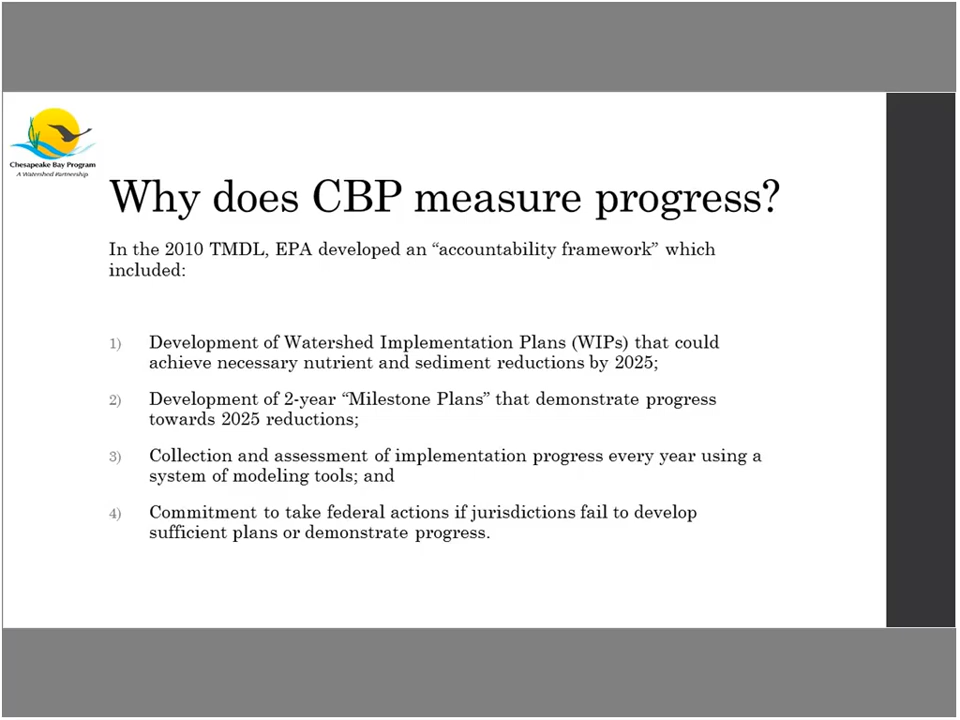 Chesapeake Bay Program
A Watershed Partnership
Why does CBP measure progress?
In the 2010 TMDL, EPA developed an “accountability framework” which
included:
1) Development of Watershed Implementation Plans (WIPs) that could
achieve necessary nutrient and sediment reductions by 2025;
2) Development of 2-year “Milestone Plans” that demonstrate progress
towards 2025 reductions;
3) Collection and assessment of implementation progress every year using a
system of modeling tools; and
4) Commitment to take federal actions if jurisdictions fail to develop
sufficient plans or demonstrate progress.